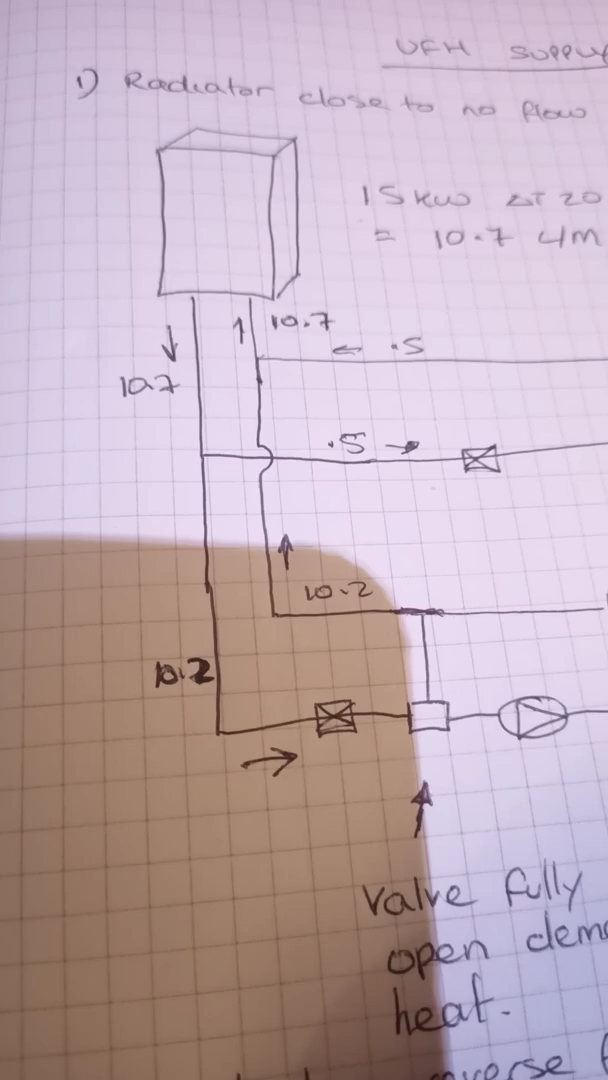 UFH SUPPLY
1) Radiator close to no flow
15 kw ΔT 20
= 10.7 L/M
10.7
← .5
10.7
.5 →
10.2
10.2
Valve fully
open dem
heat.